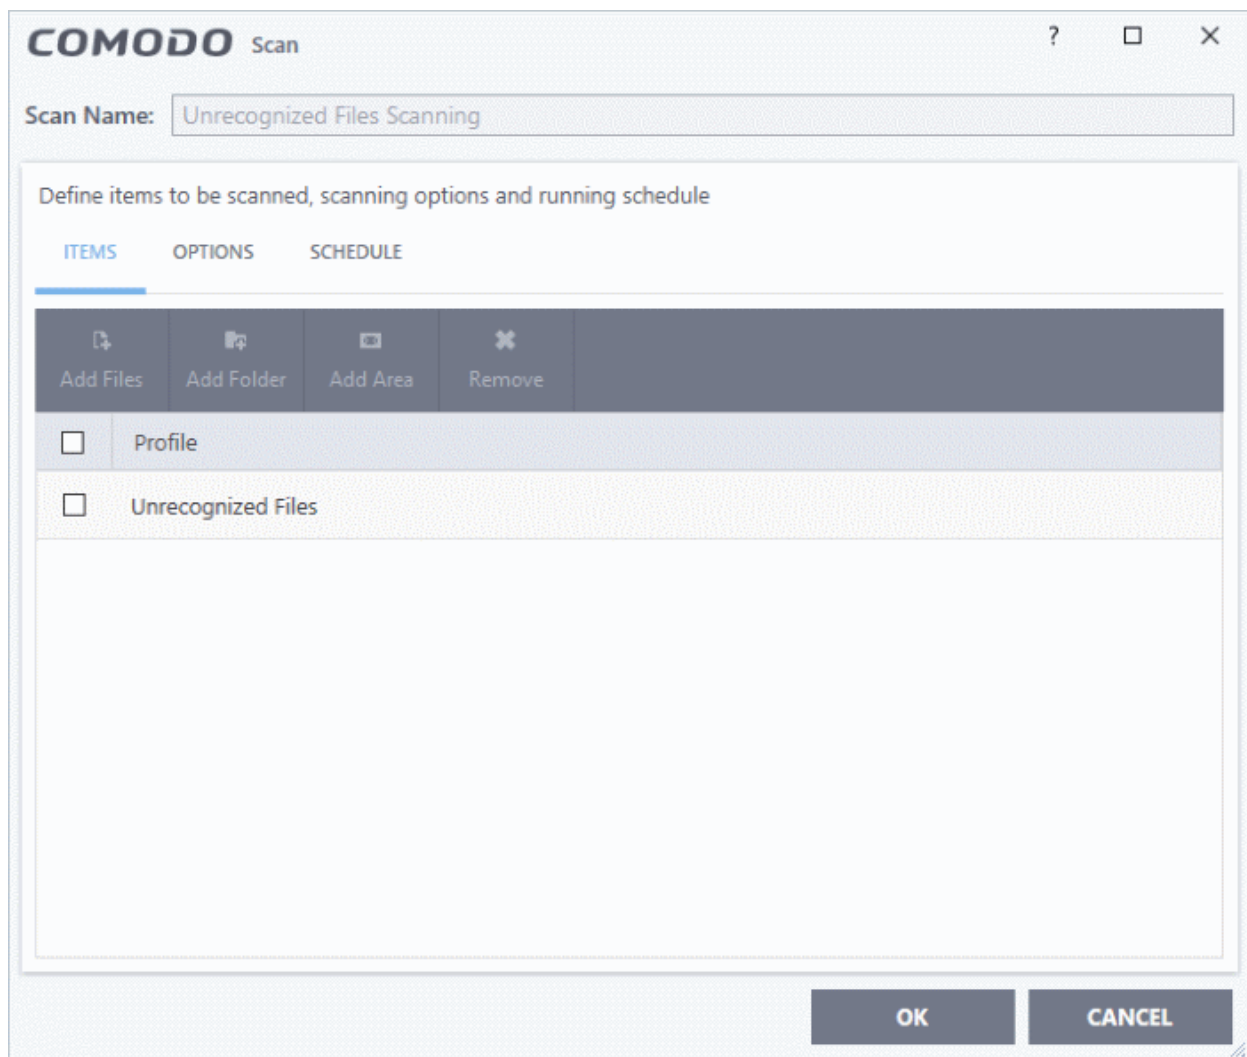 COMODO Scan ?
Scan Name: Unrecognized Files Scanning
Define items to be scanned, scanning options and running schedule
ITEMS OPTIONS SCHEDULE
Add Files Add Folder Add Area Remove
Profile
Unrecognized Files
OK CANCEL